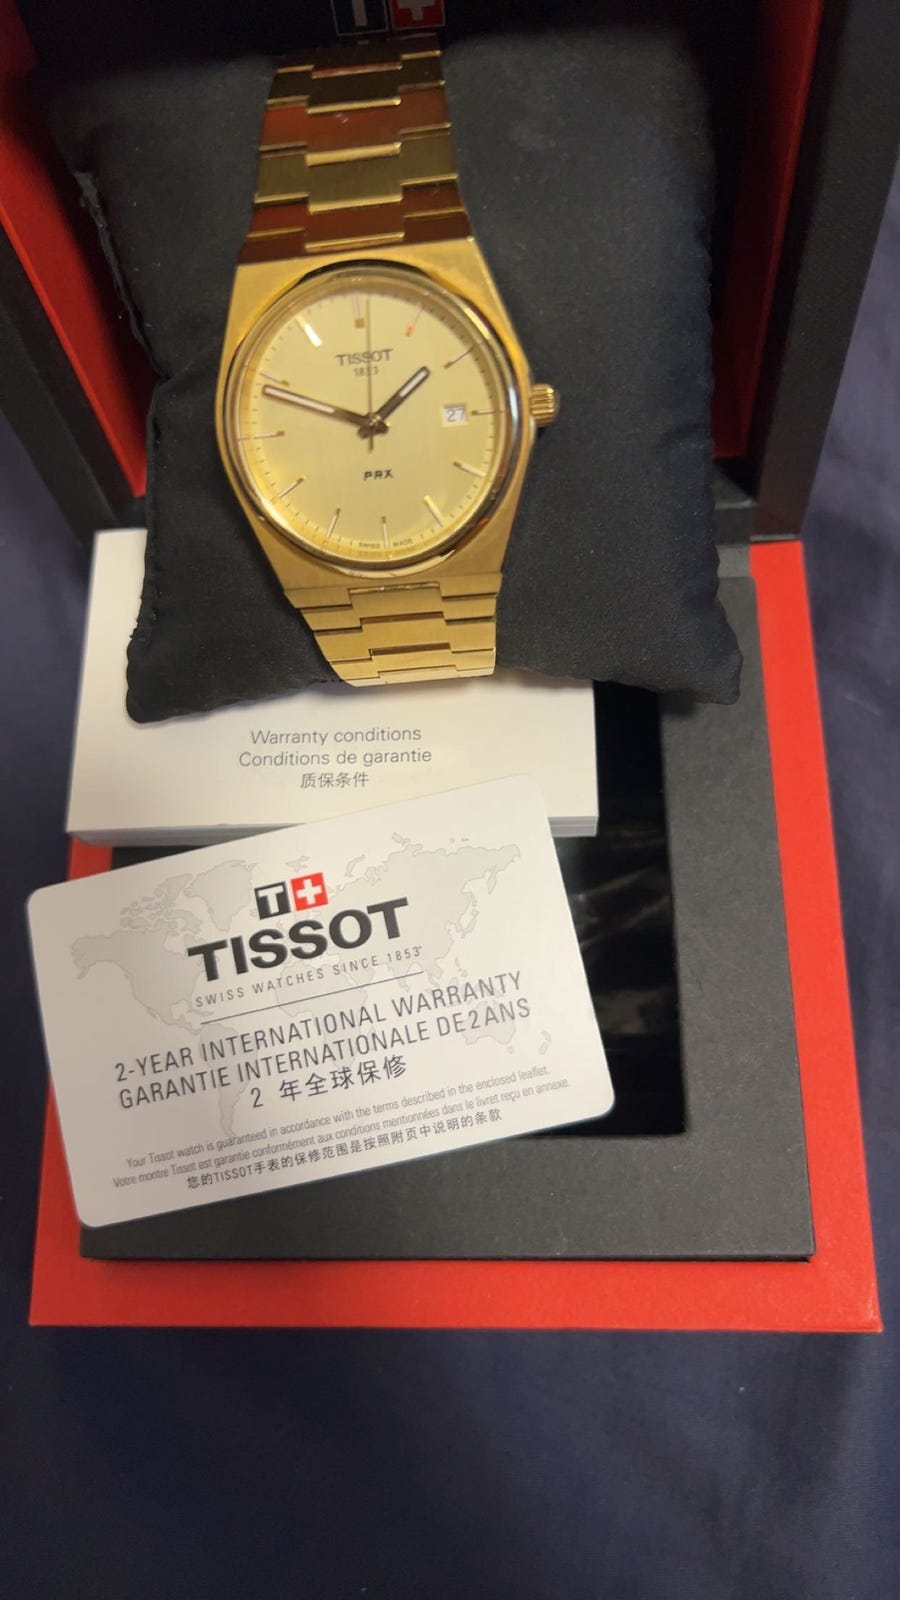 T+
TISSOT
1853
27
PRX
SWISS MADE
Warranty conditions
Conditions de garantie
质保条件
T+
TISSOT
SWISS WATCHES SINCE 1853
2-YEAR INTERNATIONAL WARRANTY
GARANTIE INTERNATIONALE DE 2 ANS
2 年全球保修
Your Tissot watch is guaranteed in accordance with the terms described in the enclosed leaflet.
Votre montre Tissot est garantie conformément aux conditions mentionnées dans le livret reçu en annexe.
您的TISSOT手表的保修范围是按照附页中说明的条款